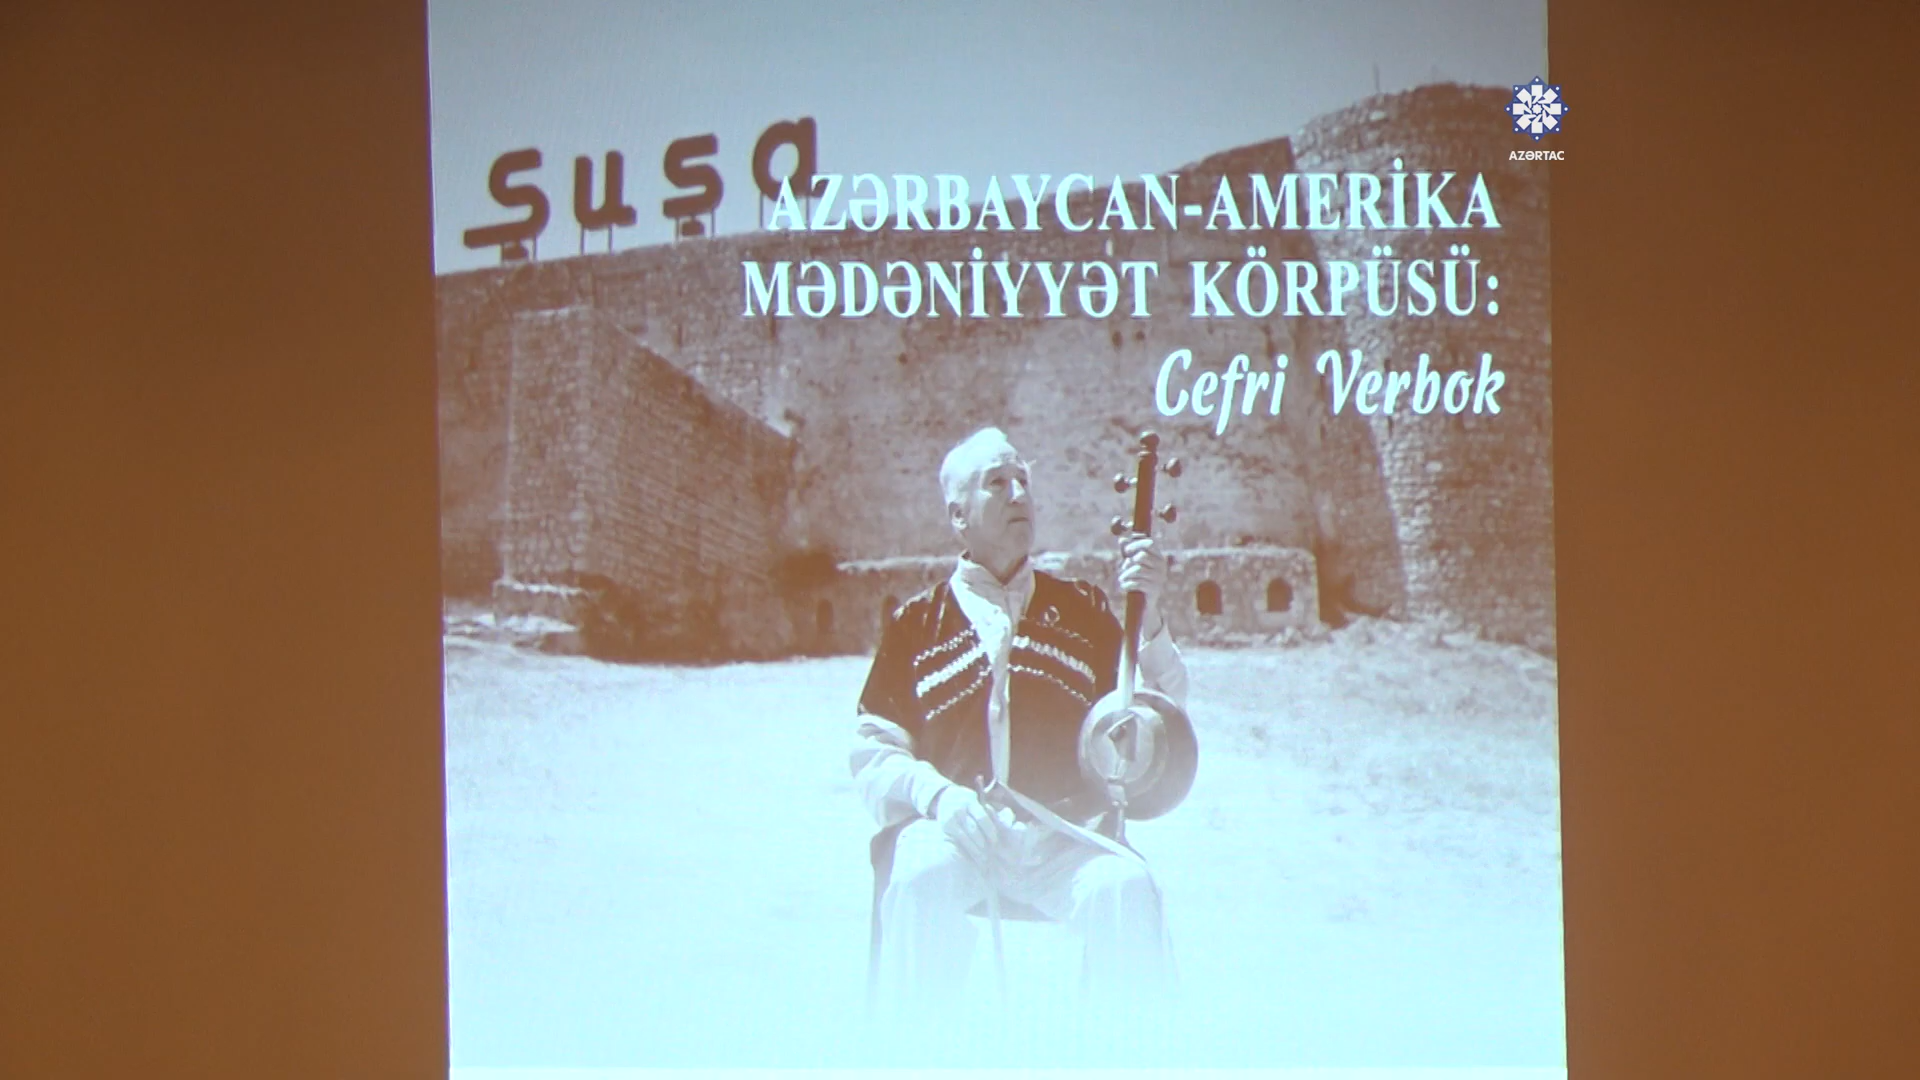 Şuşa
AZƏRTAC
AZƏRBAYCAN-AMERİKA
MƏDƏNİYYƏT KÖRPÜSÜ:
Cefri Verbok